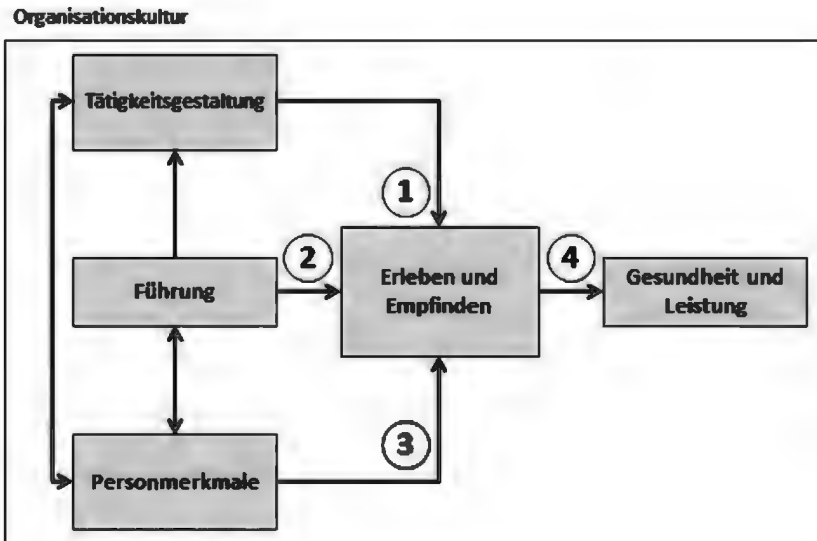 Organisationskultur
Tätigkeitsgestaltung
1
2
Führung
Erleben und
Empfinden
4
Gesundheit und
Leistung
3
Personmerkmale